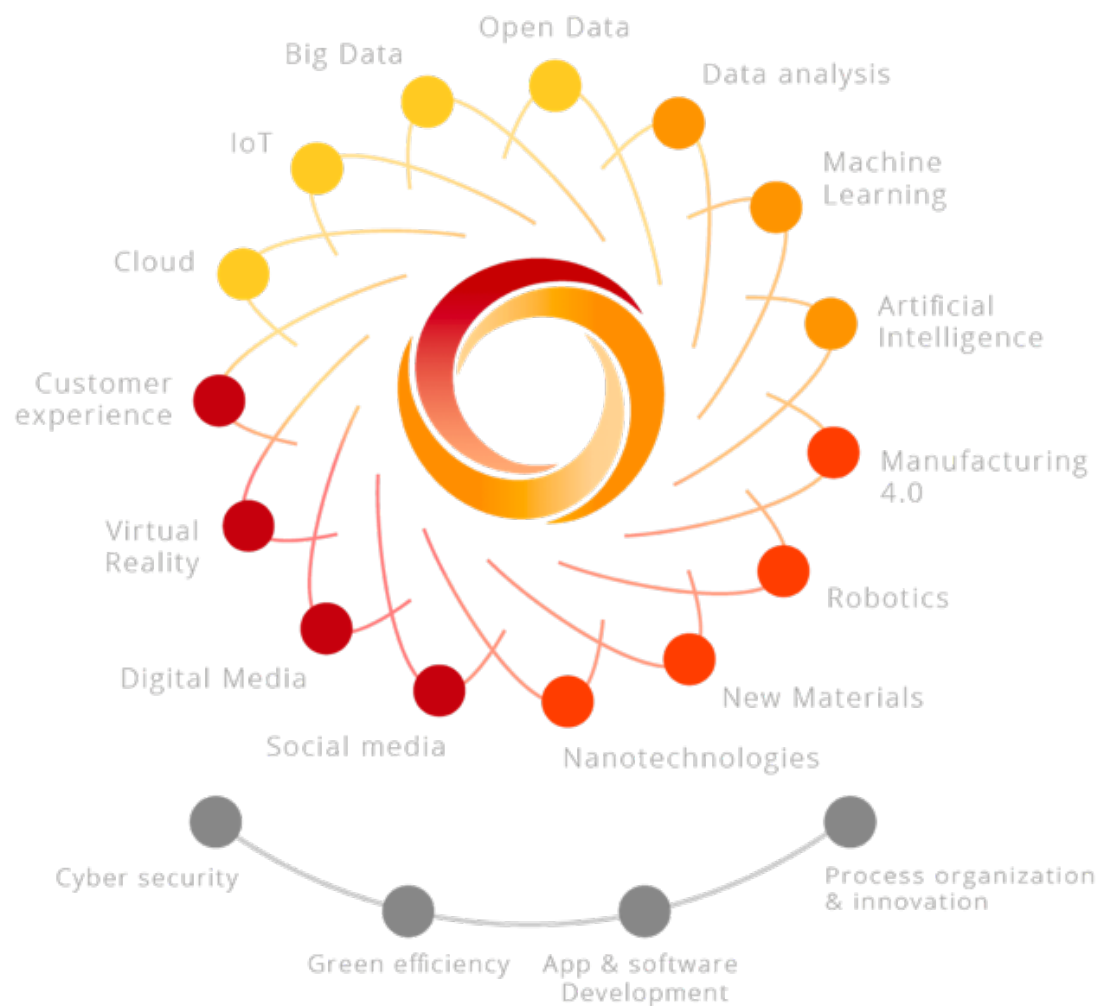 Open Data
Big Data
Data analysis
IoT
Machine
Learning
Cloud
Artificial
Intelligence
Customer
experience
Manufacturing
4.0
Virtual
Reality
Robotics
Digital Media
New Materials
Social media
Nanotechnologies
Cyber security
Process organization
& innovation
Green efficiency
App & software
Development